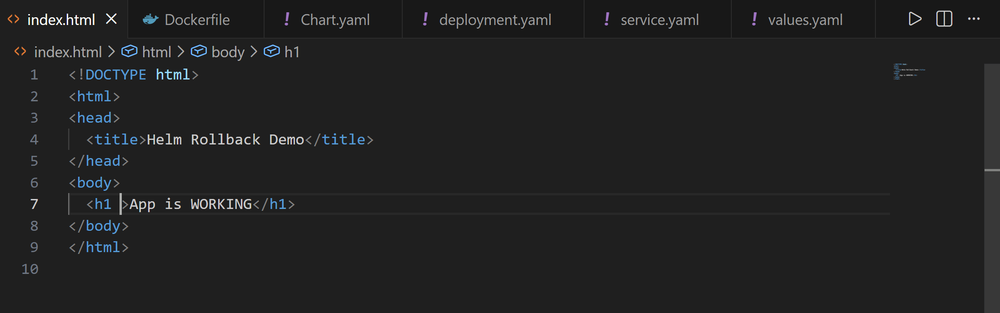 index.html Dockerfile Chart.yaml deployment.yaml service.yaml values.yaml
index.html > html > body > h1
1 <!DOCTYPE html>
2 <html>
3 <head>
4 <title>Helm Rollback Demo</title>
5 </head>
6 <body>
7 <h1 >App is WORKING</h1>
8 </body>
9 </html>
10